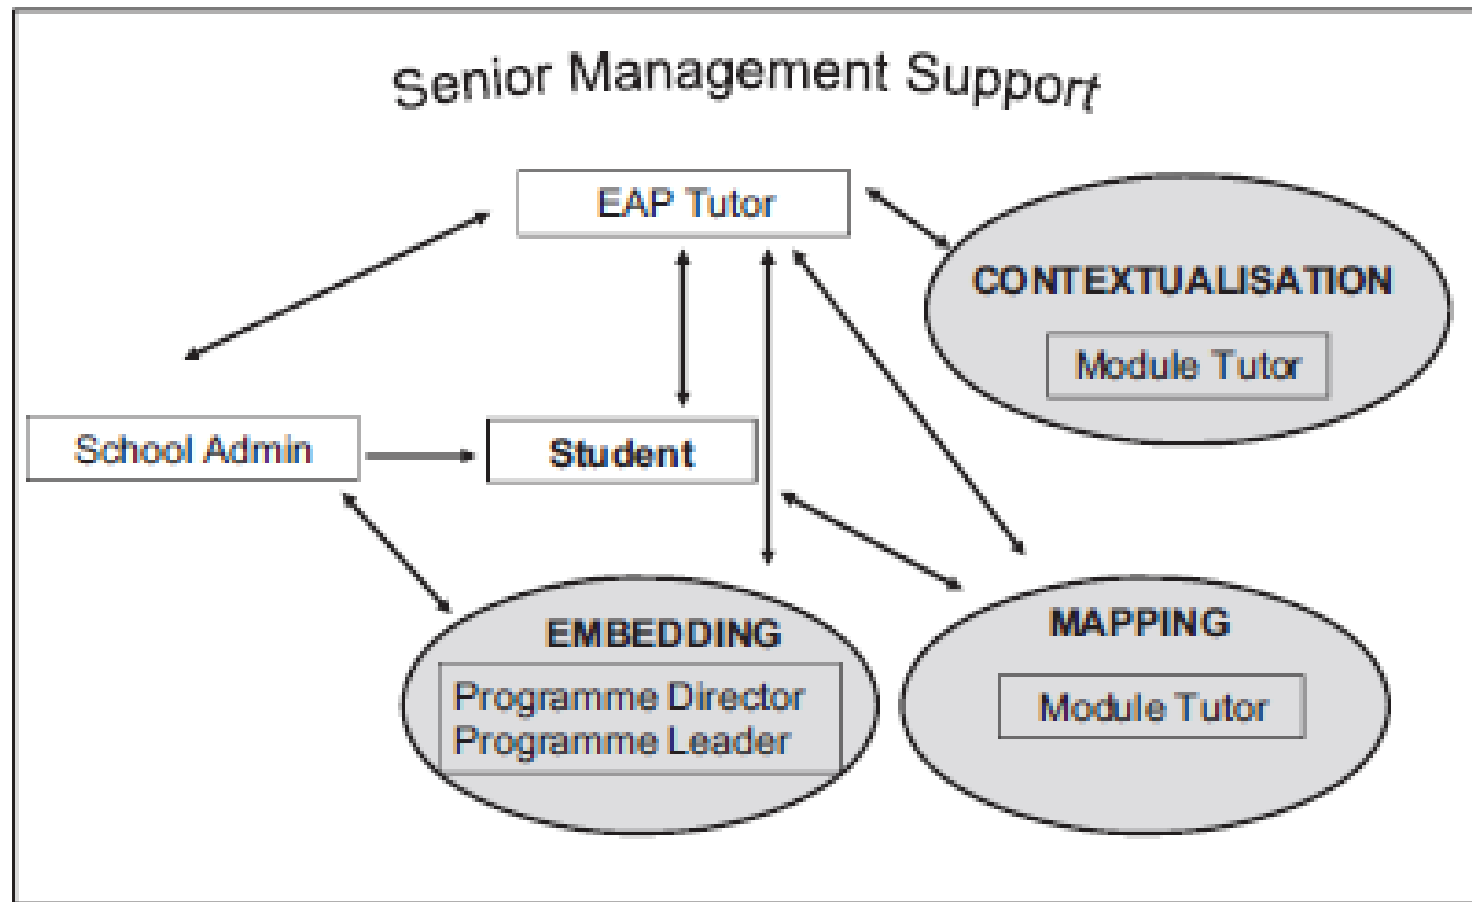 Senior Management Support
EAP Tutor
CONTEXTUALISATION
Module Tutor
School Admin
Student
EMBEDDING
Programme Director
Programme Leader
MAPPING
Module Tutor